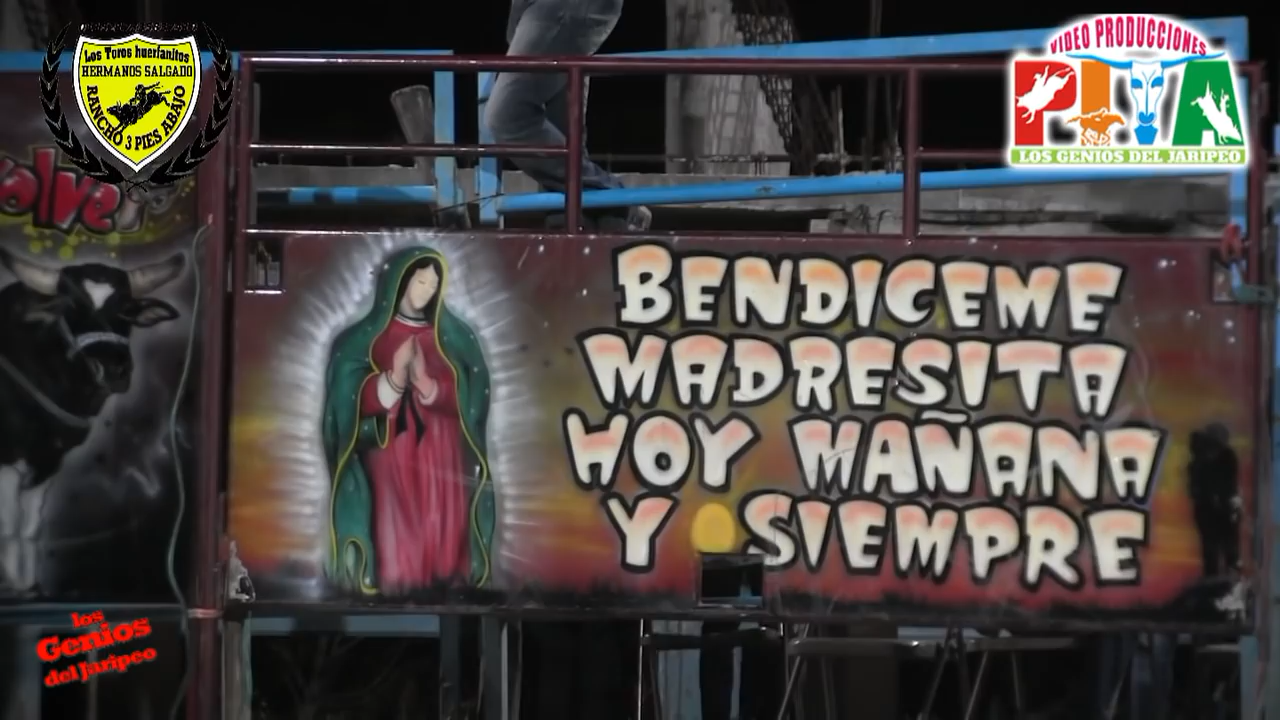 Los Toros huerfanitos
HERMANOS SALGADO
RANCHO 3 PIES ABAJO
VIDEO PRODUCCIONES
PITA
LOS GENIOS DEL JARIPEO
BENDICEME
MADRESITA
HOY MAÑANA
Y SIEMPRE
los
Genios
del Jaripeo